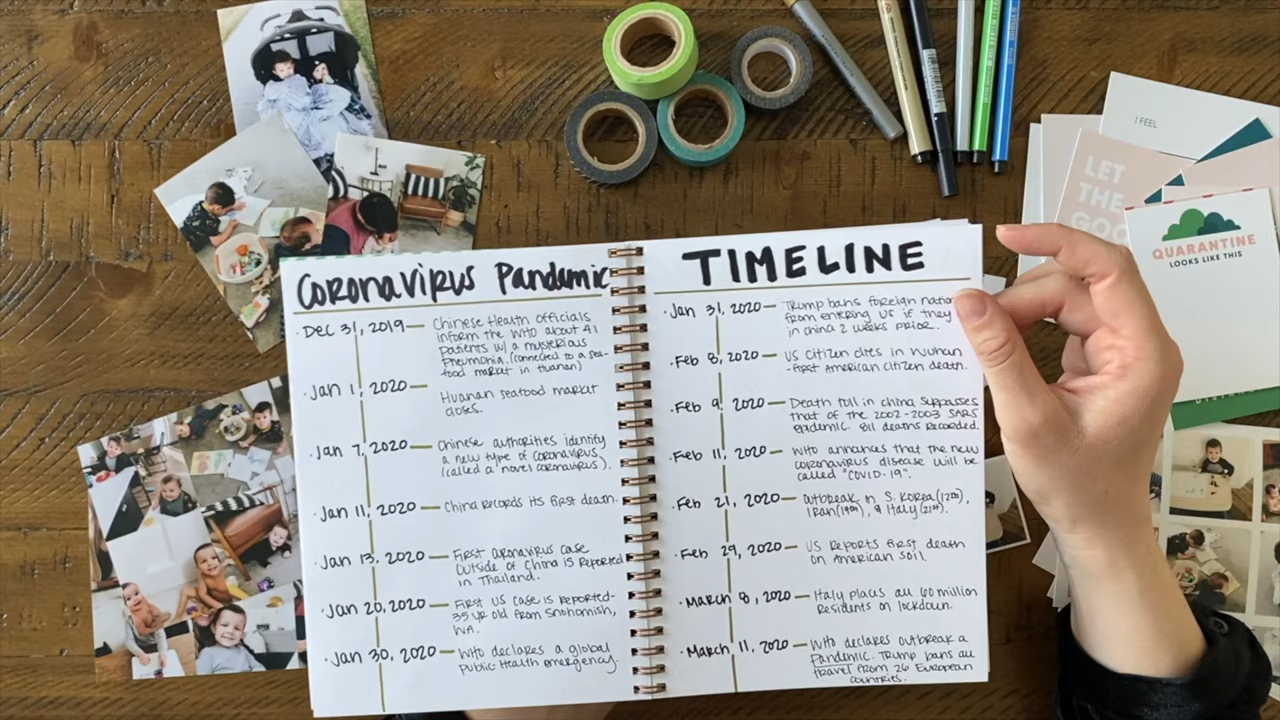 Coronavirus Pandemic
Dec 31, 2019 — Chinese Health Officials
inform the WHO about 41
patients w/ a mysterious
pneumonia. (connected to a sea-
food market in Huanan)
Jan 1, 2020 — Huanan seafood market
closes.
Jan 7, 2020 — Chinese authorities identify
a new type of coronavirus
(called a novel coronavirus).
Jan 11, 2020 — China records its first death.
Jan 13, 2020 — First coronavirus case
outside of China is reported
in Thailand.
Jan 20, 2020 — First US case is reported-
35 yr old from Snohomish,
WA.
Jan 30, 2020 — WHO declares a global
public health emergency.
TIMELINE
Jan 31, 2020 — Trump bans foreign
from entering US if they
in china 2 weeks prior.
Feb 8, 2020 — US citizen dies in Wuhan
-first American citizen death.
Feb 9, 2020 — Death toll in China surpasses
that of the 2002-2003 SARS
epidemic. 811 deaths recorded.
Feb 11, 2020 — WHO announces that the new
coronavirus disease will be
called "COVID-19".
Feb 21, 2020 — outbreak in S. Korea (12th),
Iran (19th), & Italy (21st).
Feb 29, 2020 — US reports first death
on American soil.
March 8, 2020 — Italy places all 60 million
residents on lockdown.
March 11, 2020 — WHO declares outbreak a
Pandemic. Trump bans all
travel from 26 European
countries.
I FEEL
LET
THE
QUARANTINE
LOOKS LIKE THIS